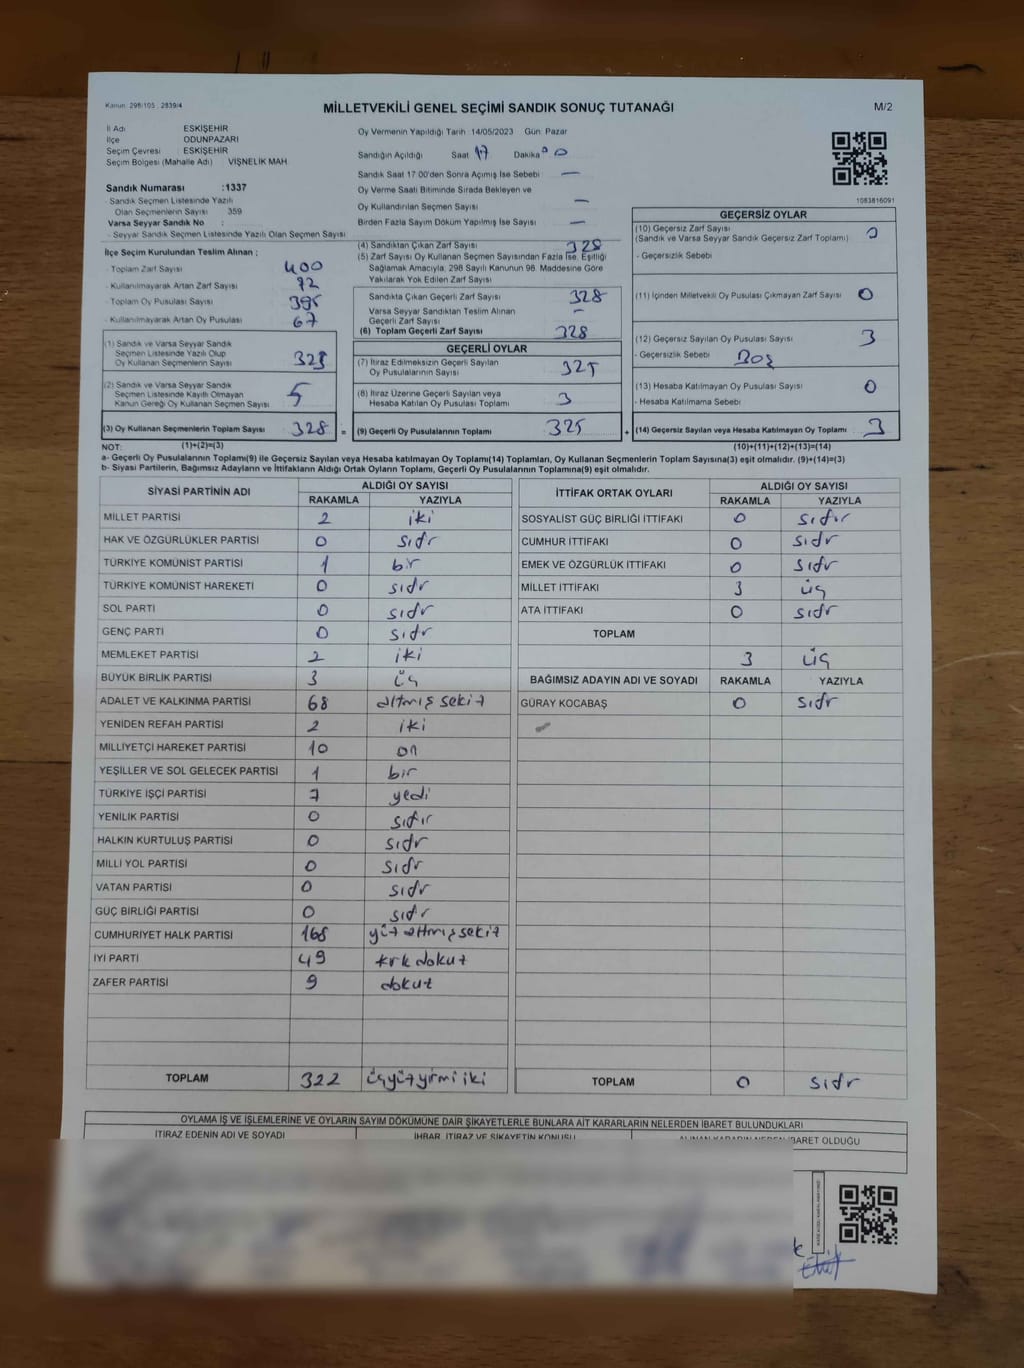 Kanun: 298/105, 2839/4
MİLLETVEKİLİ GENEL SEÇİMİ SANDIK SONUÇ TUTANAĞI
M/2
İl Adı ESKİŞEHİR
İlçe ODUNPAZARI
Seçim Çevresi ESKİŞEHİR
Seçim Bölgesi (Mahalle Adı) VİŞNELİK MAH.
Sandık Numarası :1337
- Sandık Seçmen Listesinde Yazılı
Olan Seçmenlerin Sayısı 359
Varsa Seyyar Sandık No :
- Seyyar Sandık Seçmen Listesinde Yazılı Olan Seçmen Sayısı
Oy Vermenin Yapıldığı Tarih 14/05/2023 Gün: Pazar
Sandığın Açıldığı Saat 17 Dakika 0 0
Sandık Saat 17:00'den Sonra Açımış İse Sebebi —
Oy Verme Saati Bitiminde Sırada Bekleyen ve
Oy Kullandırılan Seçmen Sayısı —
Birden Fazla Sayım Döküm Yapılmış İse Sayısı —
1083816091
İlçe Seçim Kurulundan Teslim Alınan ;
- Toplam Zarf Sayısı 400
- Kullanılmayarak Artan Zarf Sayısı 72
- Toplam Oy Pusulası Sayısı 395
- Kullanılmayarak Artan Oy Pusulası 67
(1) Sandık ve Varsa Seyyar Sandık
Seçmen Listesinde Yazılı Olup
Oy Kullanan Seçmenlerin Sayısı 323
(2) Sandık ve Varsa Seyyar Sandık
Seçmen Listesinde Kayıtlı Olmayan
Kanun Gereği Oy Kullanan Seçmen Sayısı 5
(3) Oy Kullanan Seçmenlerin Toplam Sayısı 328 =
(4) Sandıktan Çıkan Zarf Sayısı 328
(5) Zarf Sayısı Oy Kullanan Seçmen Sayısından Fazla İse, Eşitliği
Sağlamak Amacıyla; 298 Sayılı Kanunun 98. Maddesine Göre
Yakılarak Yok Edilen Zarf Sayısı
Sandıkta Çıkan Geçerli Zarf Sayısı 328
Varsa Seyyar Sandıktan Teslim Alınan
Geçerli Zarf Sayısı —
(6) Toplam Geçerli Zarf Sayısı 328
GEÇERLİ OYLAR
(7) İtiraz Edilmeksizin Geçerli Sayılan
Oy Pusulalarının Sayısı 325
(8) İtiraz Üzerine Geçerli Sayılan veya
Hesaba Katılan Oy Pusulası Toplamı 3
(9) Geçerli Oy Pusulalarının Toplamı 325 +
GEÇERSİZ OYLAR
(10) Geçersiz Zarf Sayısı
(Sandık ve Varsa Seyyar Sandık Geçersiz Zarf Toplamı) 0
- Geçersizlik Sebebi
(11) İçinden Milletvekili Oy Pusulası Çıkmayan Zarf Sayısı 0
(12) Geçersiz Sayılan Oy Pusulası Sayısı 3
- Geçersizlik Sebebi Boş
(13) Hesaba Katılmayan Oy Pusulası Sayısı 0
- Hesaba Katılmama Sebebi
(14) Geçersiz Sayılan veya Hesaba Katılmayan Oy Toplamı 3
NOT: (1)+(2)=(3) (10)+(11)+(12)+(13)=(14)
a- Geçerli Oy Pusulalarının Toplamı(9) ile Geçersiz Sayılan veya Hesaba katılmayan Oy Toplamı(14) Toplamları, Oy Kullanan Seçmenlerin Toplam Sayısına(3) eşit olmalıdır. (9)+(14)=(3)
b- Siyasi Partilerin, Bağımsız Adayların ve İttifakların Aldığı Ortak Oyların Toplamı, Geçerli Oy Pusulalarının Toplamına(9) eşit olmalıdır.
SİYASİ PARTİNİN ADI ALDIĞI OY SAYISI
RAKAMLA YAZIYLA
MİLLET PARTİSİ 2 iki
HAK VE ÖZGÜRLÜKLER PARTİSİ 0 sıfr
TÜRKİYE KOMÜNİST PARTİSİ 1 bir
TÜRKİYE KOMÜNİST HAREKETİ 0 sıfr
SOL PARTİ 0 sıfr
GENÇ PARTİ 0 sıfr
MEMLEKET PARTİSİ 2 iki
BÜYÜK BİRLİK PARTİSİ 3 üç
ADALET VE KALKINMA PARTİSİ 68 altmış sekiz
YENİDEN REFAH PARTİSİ 2 iki
MİLLİYETÇİ HAREKET PARTİSİ 10 on
YEŞİLLER VE SOL GELECEK PARTİSİ 1 bir
TÜRKİYE İŞÇİ PARTİSİ 7 yedi
YENİLİK PARTİSİ 0 sıfır
HALKIN KURTULUŞ PARTİSİ 0 sıfr
MİLLİ YOL PARTİSİ 0 sıfr
VATAN PARTİSİ 0 sıfr
GÜÇ BİRLİĞİ PARTİSİ 0 sıfr
CUMHURİYET HALK PARTİSİ 168 yüz altmış sekiz
İYİ PARTİ 49 kırk dokuz
ZAFER PARTİSİ 9 dokuz
TOPLAM 322 üçyüzyirmi iki
İTTİFAK ORTAK OYLARI ALDIĞI OY SAYISI
RAKAMLA YAZIYLA
SOSYALİST GÜÇ BİRLİĞİ İTTİFAKI 0 sıfır
CUMHUR İTTİFAKI 0 sıfr
EMEK VE ÖZGÜRLÜK İTTİFAKI 0 sıfr
MİLLET İTTİFAKI 3 üç
ATA İTTİFAKI 0 sıfr
TOPLAM
3 üç
BAĞIMSIZ ADAYIN ADI VE SOYADI RAKAMLA YAZIYLA
GÜRAY KOCABAŞ 0 sıfr
TOPLAM 0 sıfr
OYLAMA İŞ VE İŞLEMLERİNE VE OYLARIN SAYIM DÖKÜMÜNE DAİR ŞİKAYETLERLE BUNLARA AİT KARARLARIN NELERDEN İBARET BULUNDUKLARI
İTİRAZ EDENİN ADI VE SOYADI İHBAR, İTİRAZ VE ŞİKAYETİN KONUSU ALINAN KARARIN NEDEN İBARET OLDUĞU